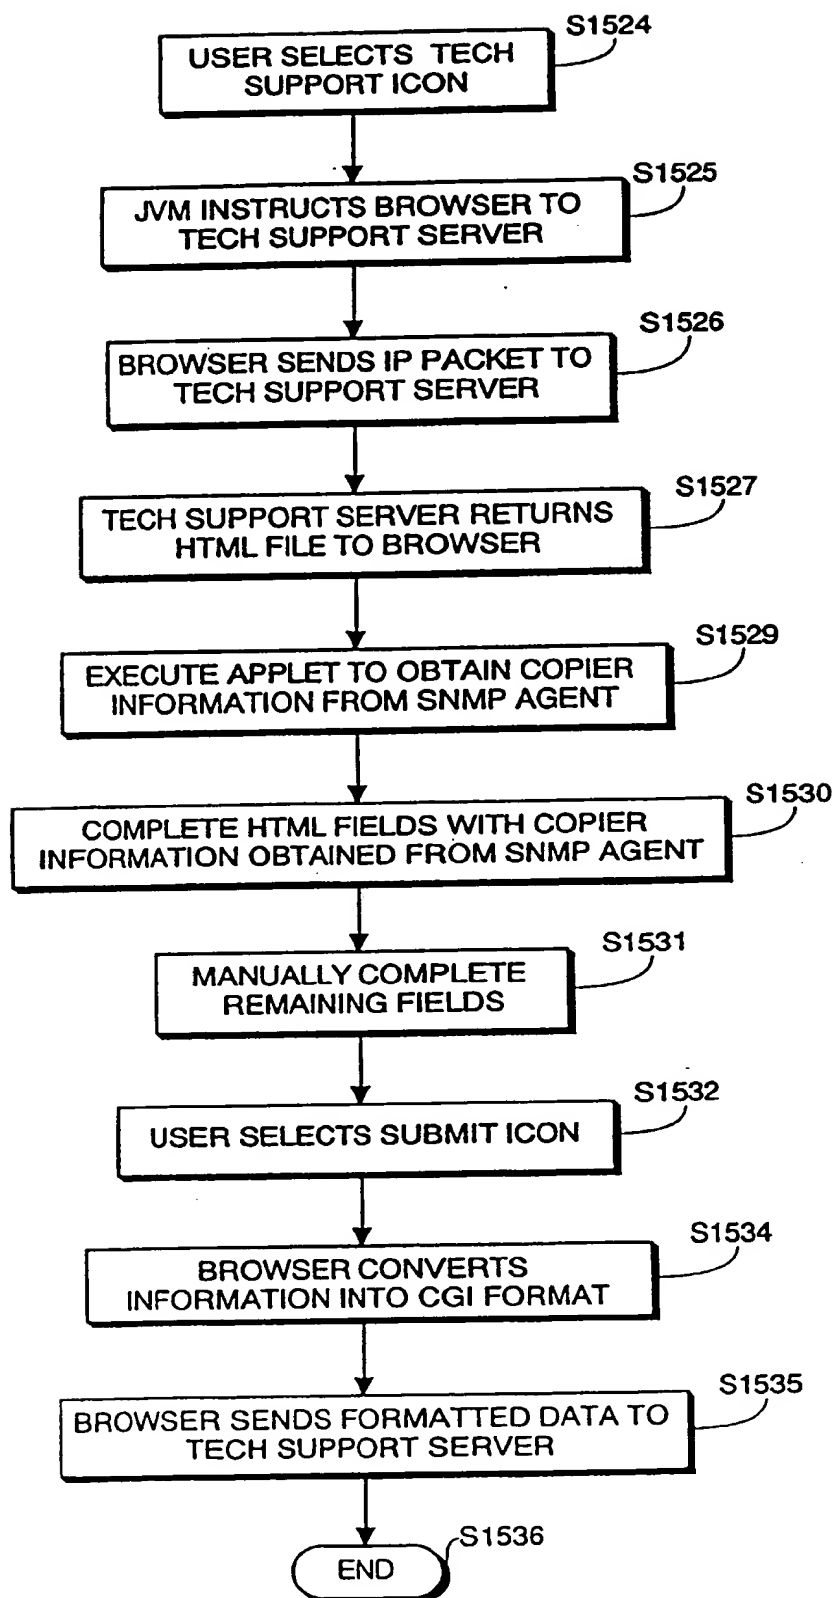 S1524
USER SELECTS TECH
SUPPORT ICON
S1525
JVM INSTRUCTS BROWSER TO
TECH SUPPORT SERVER
S1526
BROWSER SENDS IP PACKET TO
TECH SUPPORT SERVER
S1527
TECH SUPPORT SERVER RETURNS
HTML FILE TO BROWSER
S1529
EXECUTE APPLET TO OBTAIN COPIER
INFORMATION FROM SNMP AGENT
S1530
COMPLETE HTML FIELDS WITH COPIER
INFORMATION OBTAINED FROM SNMP AGENT
S1531
MANUALLY COMPLETE
REMAINING FIELDS
S1532
USER SELECTS SUBMIT ICON
S1534
BROWSER CONVERTS
INFORMATION INTO CGI FORMAT
S1535
BROWSER SENDS FORMATTED DATA TO
TECH SUPPORT SERVER
S1536
END